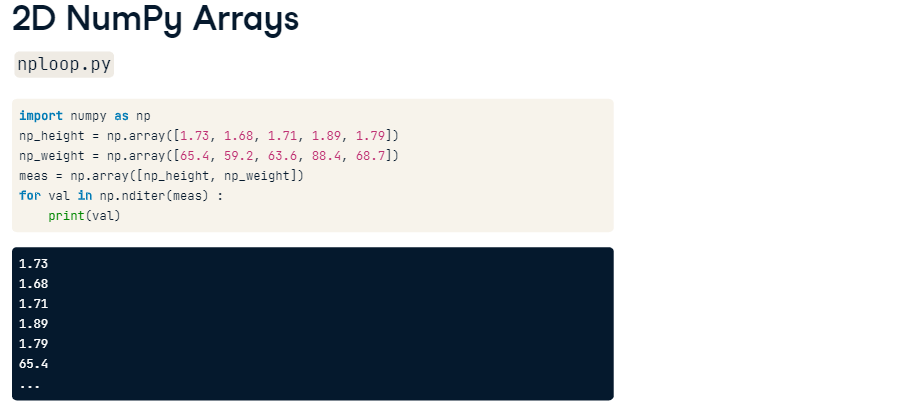 2D NumPy Arrays
nploop.py
import numpy as np
np_height = np.array([1.73, 1.68, 1.71, 1.89, 1.79])
np_weight = np.array([65.4, 59.2, 63.6, 88.4, 68.7])
meas = np.array([np_height, np_weight])
for val in np.nditer(meas) :
    print(val)
1.73
1.68
1.71
1.89
1.79
65.4
...